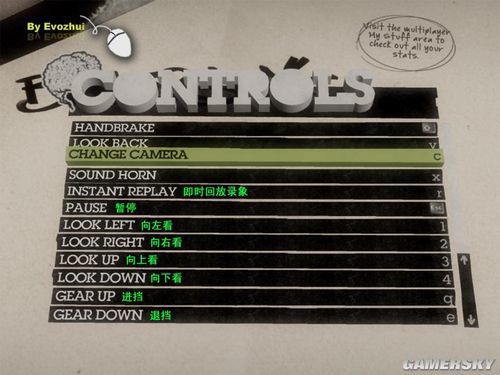 By Evozhui
Visit the multiplayer
My Stuff area to
check out all your
stats.
CONTROLS
HANDBRAKE
LOOK BACK v
CHANGE CAMERA c
SOUND HORN x
INSTANT REPLAY 即时回放录象 r
PAUSE 暂停 Esc
LOOK LEFT 向左看 1
LOOK RIGHT 向右看 2
LOOK UP 向上看 3
LOOK DOWN 向下看 4
GEAR UP 进挡 q
GEAR DOWN 退挡 e
GAMERSKY